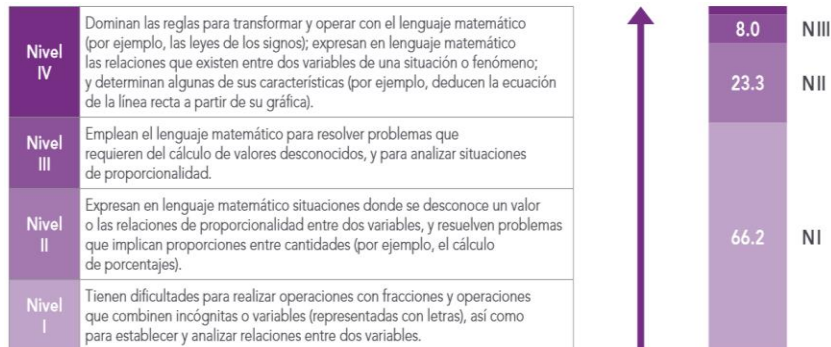 Nivel
IV
Dominan las reglas para transformar y operar con el lenguaje matemático
(por ejemplo, las leyes de los signos); expresan en lenguaje matemático
las relaciones que existen entre dos variables de una situación o fenómeno;
y determinan algunas de sus características (por ejemplo, deducen la ecuación
de la línea recta a partir de su gráfica).
Nivel
III
Emplean el lenguaje matemático para resolver problemas que
requieren del cálculo de valores desconocidos, y para analizar situaciones
de proporcionalidad.
Nivel
II
Expresan en lenguaje matemático situaciones donde se desconoce un valor
o las relaciones de proporcionalidad entre dos variables, y resuelven problemas
que implican proporciones entre cantidades (por ejemplo, el cálculo
de porcentajes).
Nivel
I
Tienen dificultades para realizar operaciones con fracciones y operaciones
que combinen incógnitas o variables (representadas con letras), así como
para establecer y analizar relaciones entre dos variables.
8.0 NIII
23.3 NII
66.2 NI